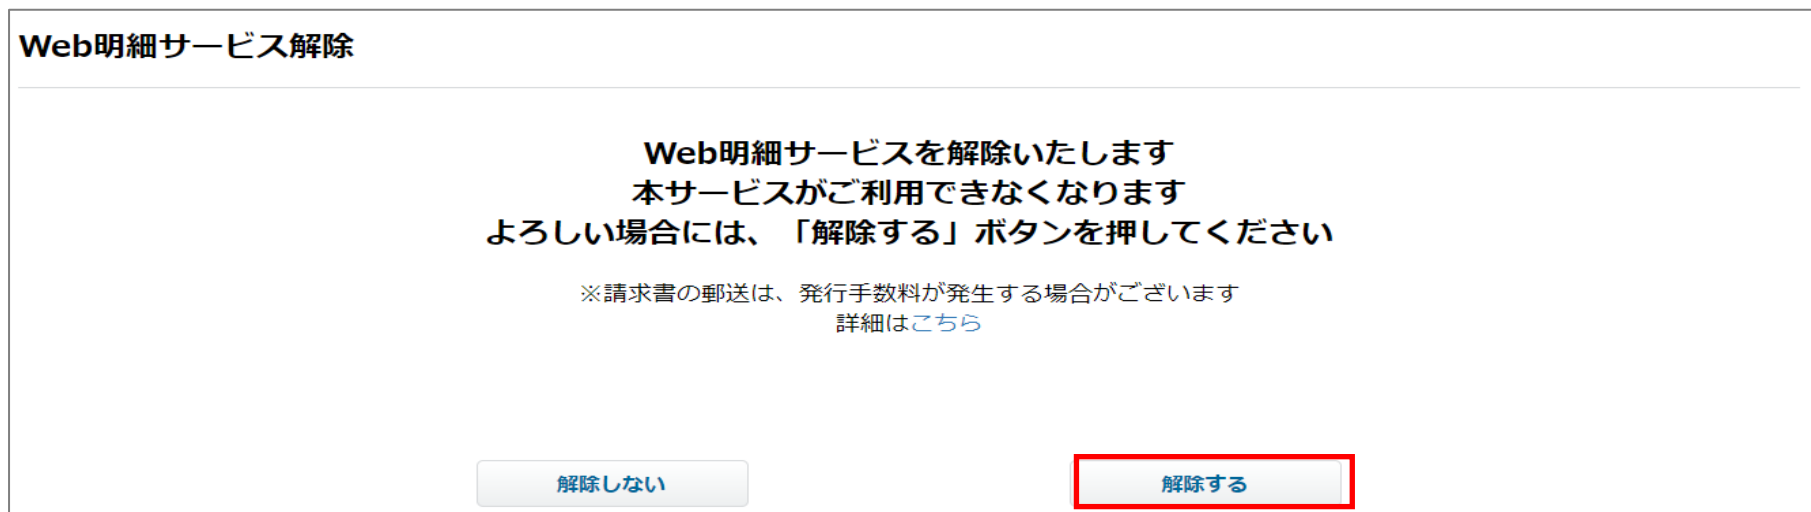 Web明細サービス解除
Web明細サービスを解除いたします
本サービスがご利用できなくなります
よろしい場合には、「解除する」ボタンを押してください
※請求書の郵送は、発行手数料が発生する場合がございます
詳細はこちら
解除しない
解除する